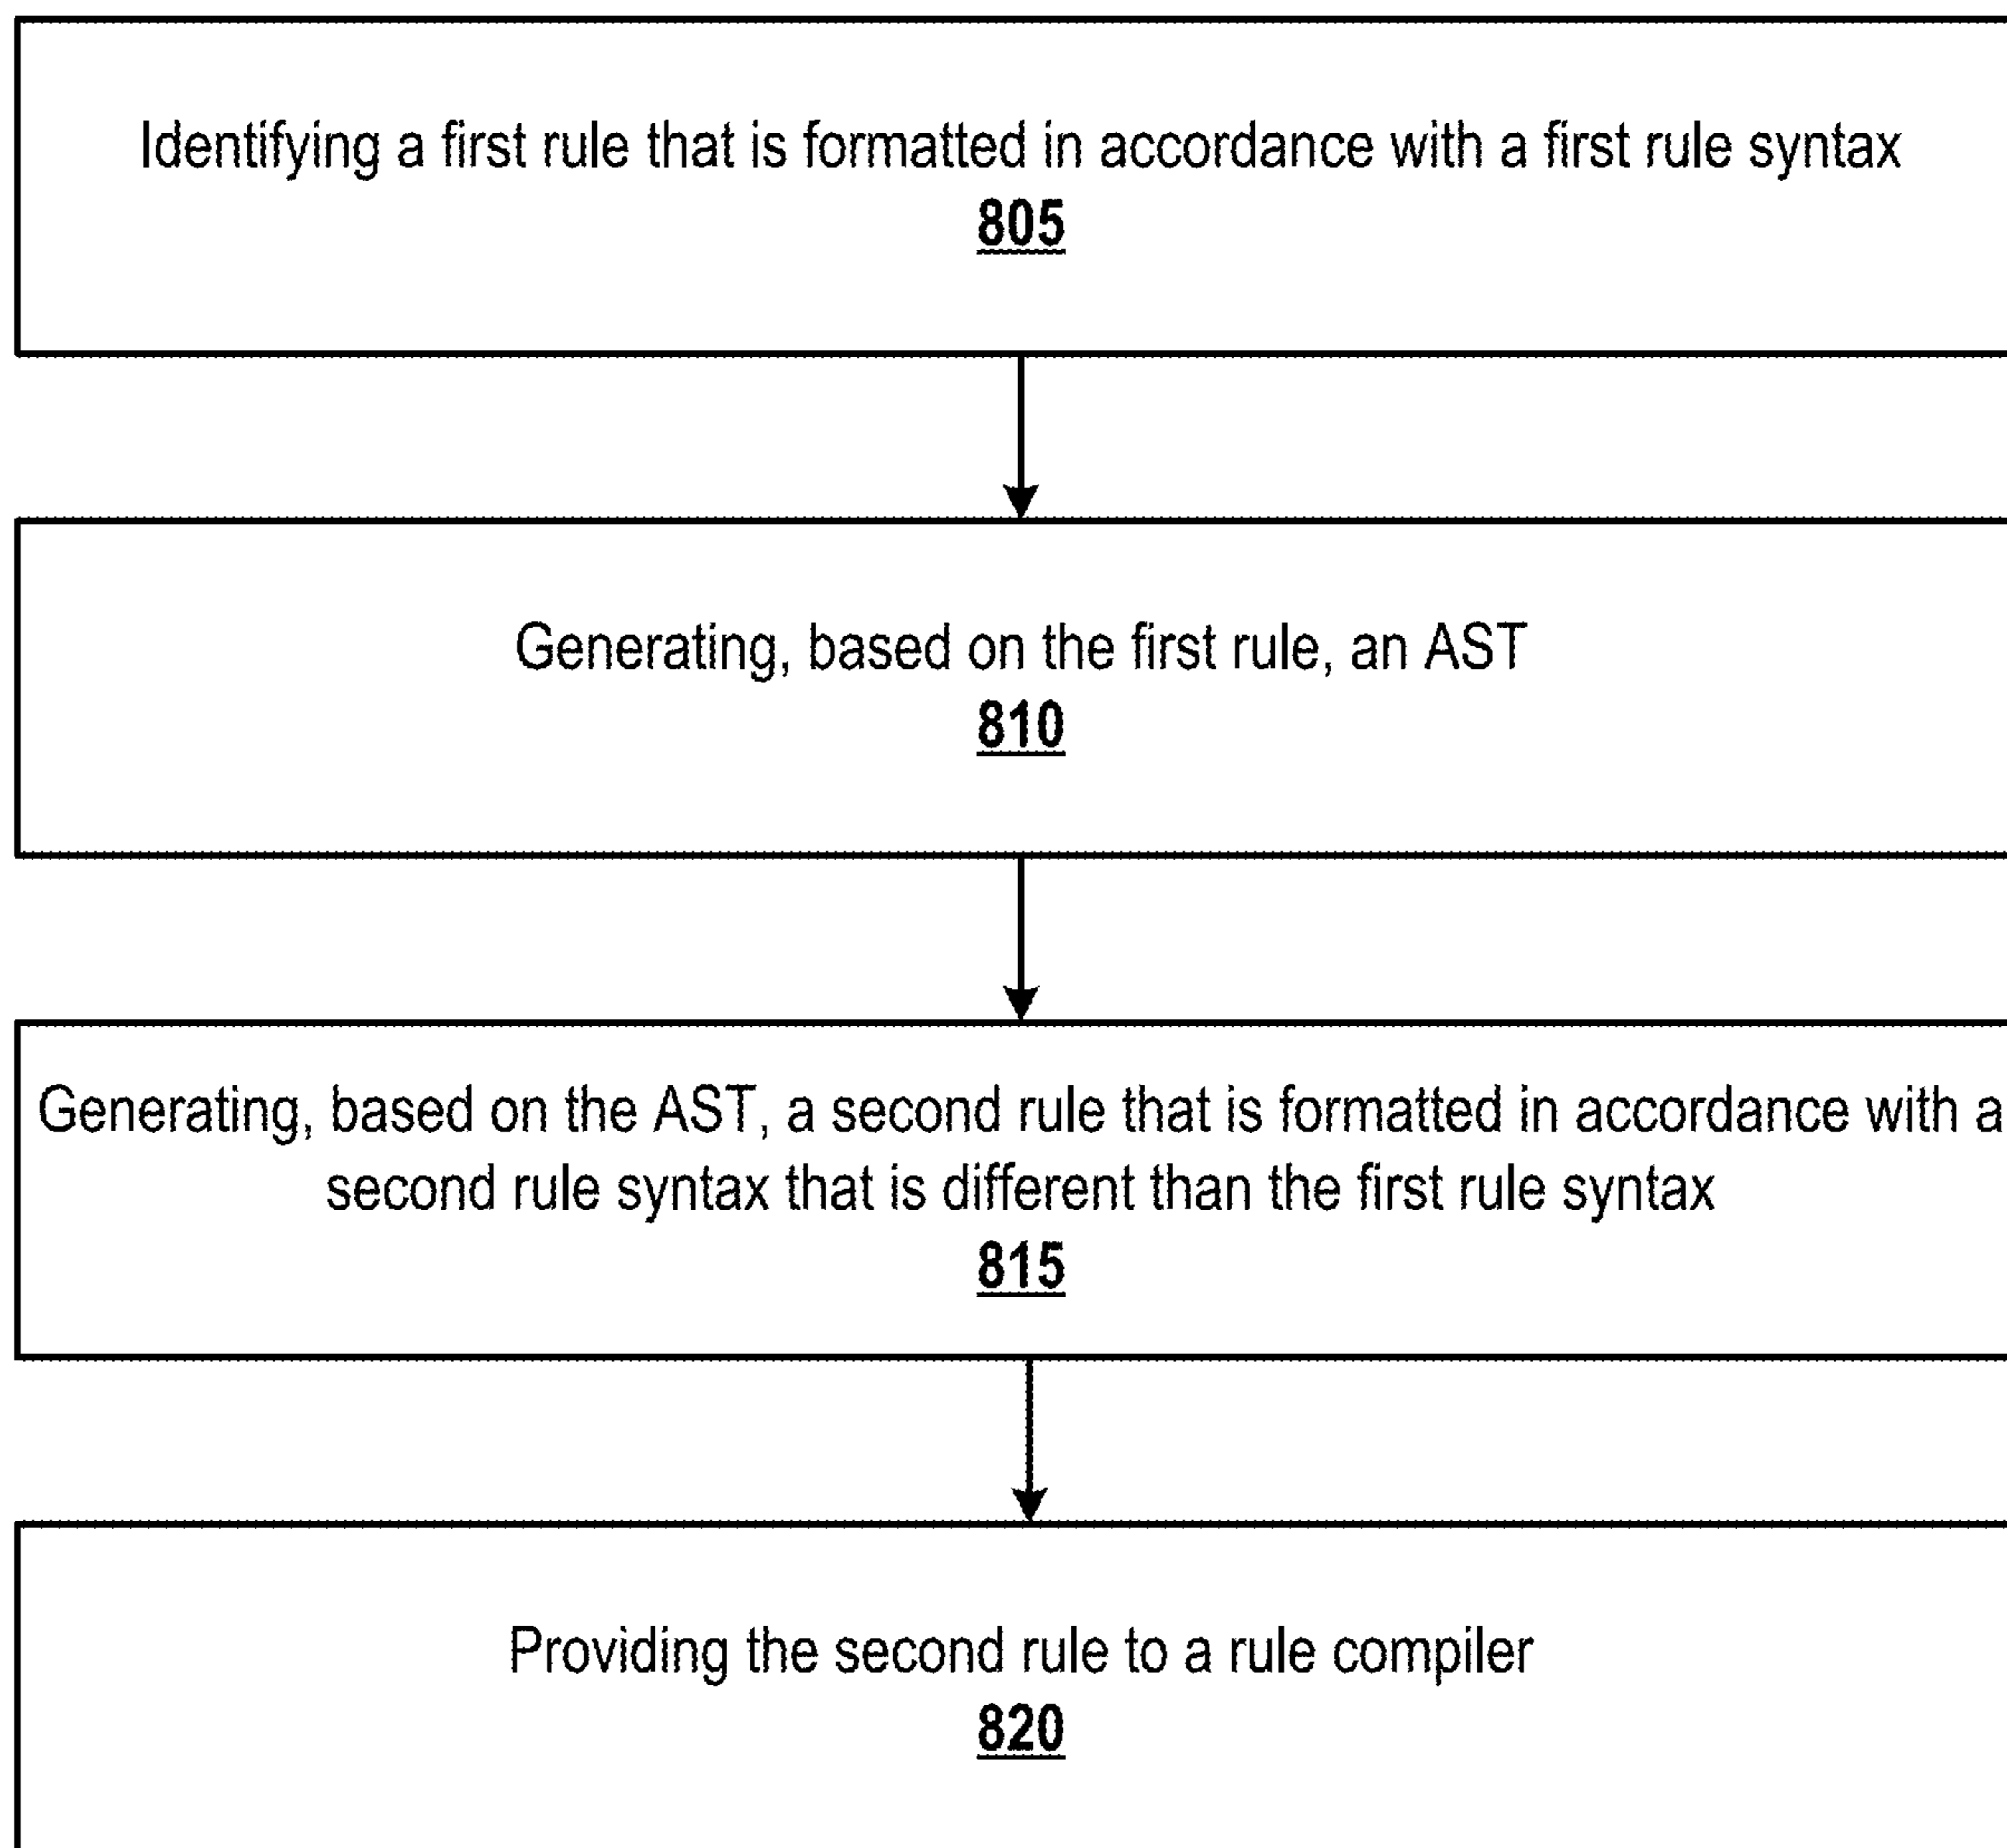 Identifying a first rule that is formatted in accordance with a first rule syntax
805
Generating, based on the first rule, an AST
810
Generating, based on the AST, a second rule that is formatted in accordance with a
second rule syntax that is different than the first rule syntax
815
Providing the second rule to a rule compiler
820